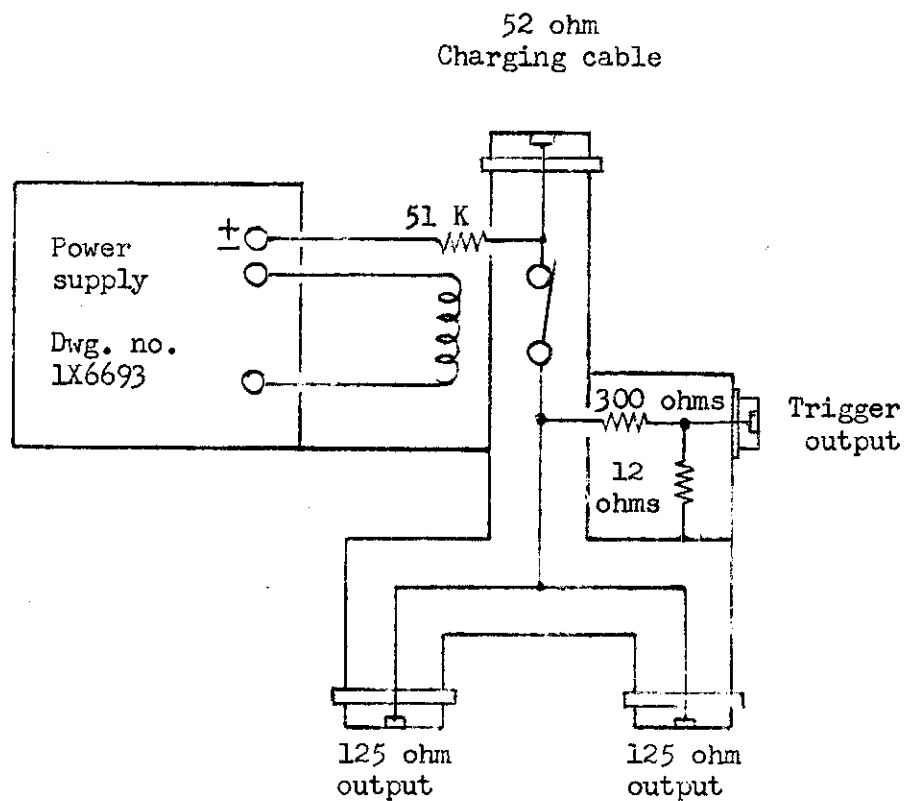 52 ohm
Charging cable
51 K
±
Power
supply
Dwg. no.
1X6693
300 ohms
Trigger
output
12
ohms
125 ohm
output
125 ohm
output